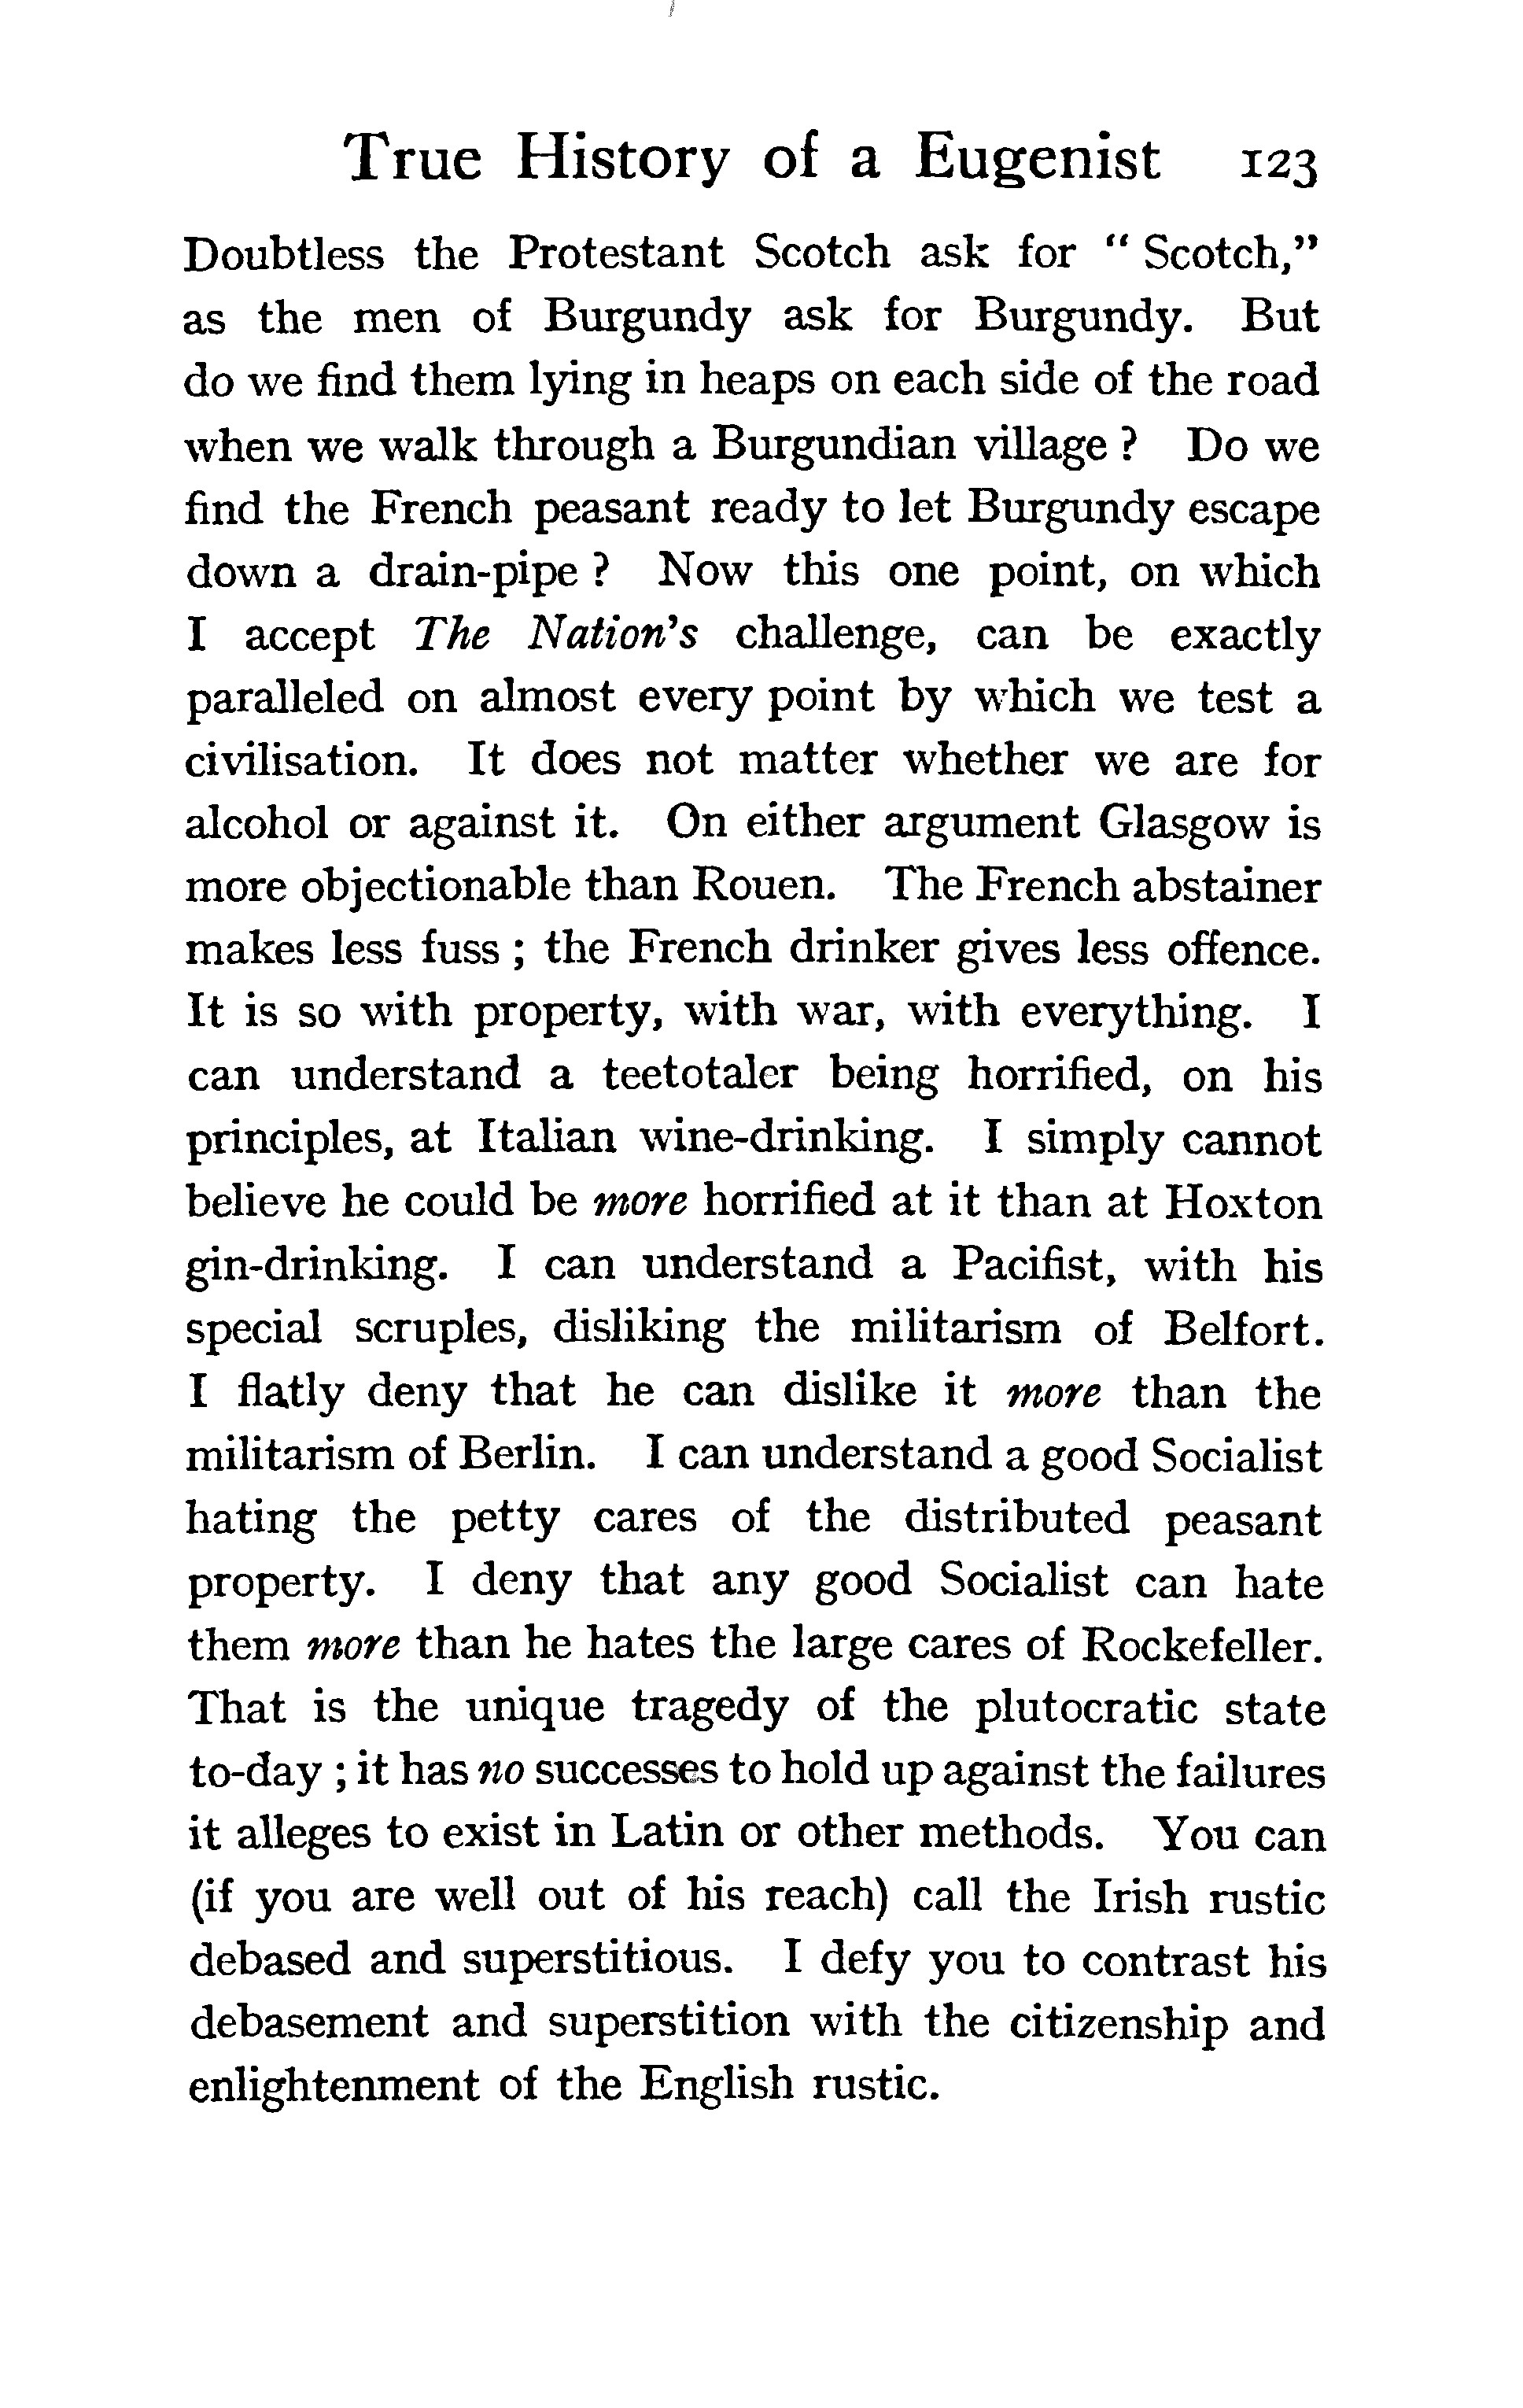 True History of a Eugenist 123
Doubtless the Protestant Scotch ask for “ Scotch,”
as the men of Burgundy ask for Burgundy. But
do we find them lying in heaps on each side of the road
when we walk through a Burgundian village ? Do we
find the French peasant ready to let Burgundy escape
down a drain-pipe ? Now this one point, on which
I accept The Nation's challenge, can be exactly
paralleled on almost every point by which we test a
civilisation. It does not matter whether we are for
alcohol or against it. On either argument Glasgow is
more objectionable than Rouen. The French abstainer
makes less fuss ; the French drinker gives less offence.
It is so with property, with war, with everything. I
can understand a teetotaler being horrified, on his
principles, at Italian wine-drinking. I simply cannot
believe he could be more horrified at it than at Hoxton
gin-drinking. I can understand a Pacifist, with his
special scruples, disliking the militarism of Belfort.
I flatly deny that he can dislike it more than the
militarism of Berlin. I can understand a good Socialist
hating the petty cares of the distributed peasant
property. I deny that any good Socialist can hate
them more than he hates the large cares of Rockefeller.
That is the unique tragedy of the plutocratic state
to-day ; it has no successes to hold up against the failures
it alleges to exist in Latin or other methods. You can
(if you are well out of his reach) call the Irish rustic
debased and superstitious. I defy you to contrast his
debasement and superstition with the citizenship and
enlightenment of the English rustic.